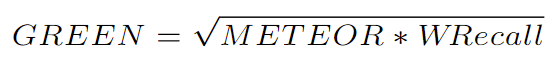 GREEN = √METEOR * WRecall